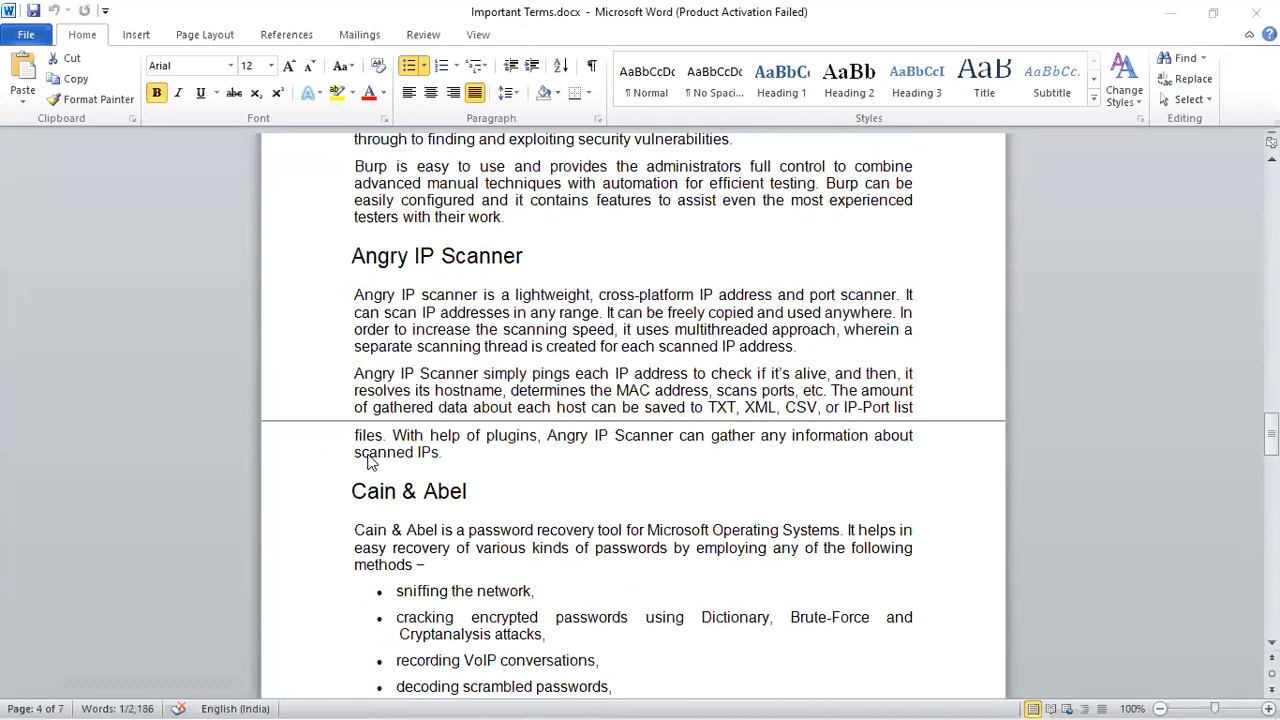 Important Terms.docx - Microsoft Word (Product Activation Failed)
File Home Insert Page Layout References Mailings Review View
Paste
Cut
Copy
Format Painter
Clipboard
Arial 12
Font
Paragraph
AaBbCcDc AaBbCcDc AaBbCc AaBb AaBbCcI AaB AaBbCc.
¶ Normal ¶ No Spaci... Heading 1 Heading 2 Heading 3 Title Subtitle
Styles
Change
Styles
Find
Replace
Select
Editing
through to finding and exploiting security vulnerabilities.
Burp is easy to use and provides the administrators full control to combine
advanced manual techniques with automation for efficient testing. Burp can be
easily configured and it contains features to assist even the most experienced
testers with their work.
Angry IP Scanner
Angry IP scanner is a lightweight, cross-platform IP address and port scanner. It
can scan IP addresses in any range. It can be freely copied and used anywhere. In
order to increase the scanning speed, it uses multithreaded approach, wherein a
separate scanning thread is created for each scanned IP address.
Angry IP Scanner simply pings each IP address to check if it’s alive, and then, it
resolves its hostname, determines the MAC address, scans ports, etc. The amount
of gathered data about each host can be saved to TXT, XML, CSV, or IP-Port list
files. With help of plugins, Angry IP Scanner can gather any information about
scanned IPs.
Cain & Abel
Cain & Abel is a password recovery tool for Microsoft Operating Systems. It helps in
easy recovery of various kinds of passwords by employing any of the following
methods −
• sniffing the network,
• cracking encrypted passwords using Dictionary, Brute-Force and
Cryptanalysis attacks,
• recording VoIP conversations,
• decoding scrambled passwords,
Page: 4 of 7 Words: 1/2,186 English (India) 100%